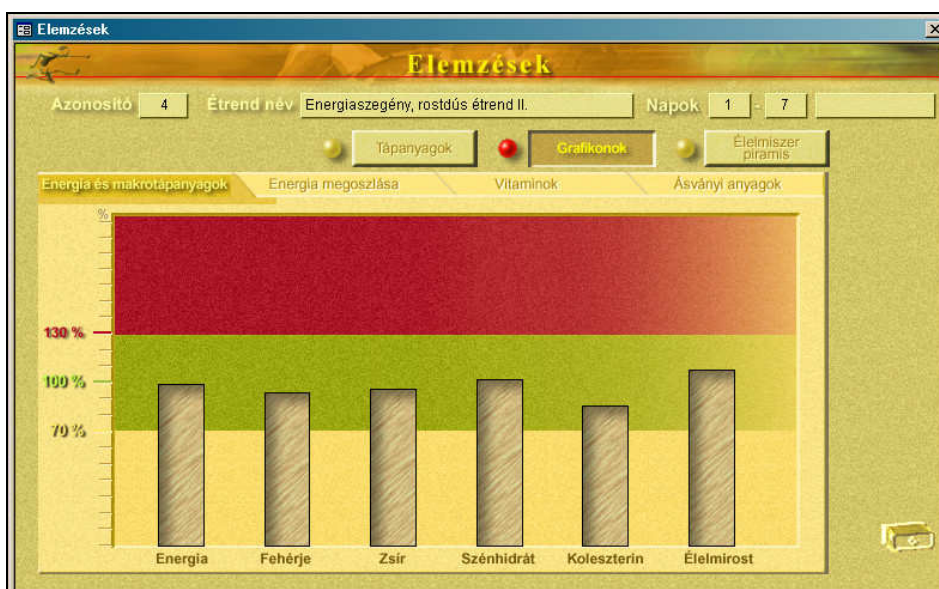 Elemzések
Elemzések
Azonosító 4 Étrend név Energiaszegény, rostdús étrend II. Napok 1 - 7
Tápanyagok Grafikonok Élelmiszer
piramis
Energia és makrotápanyagok Energia megoszlása Vitaminok Ásványi anyagok
%
130 %
100 %
70 %
Energia Fehérje Zsír Szénhidrát Koleszterin Élelmirost